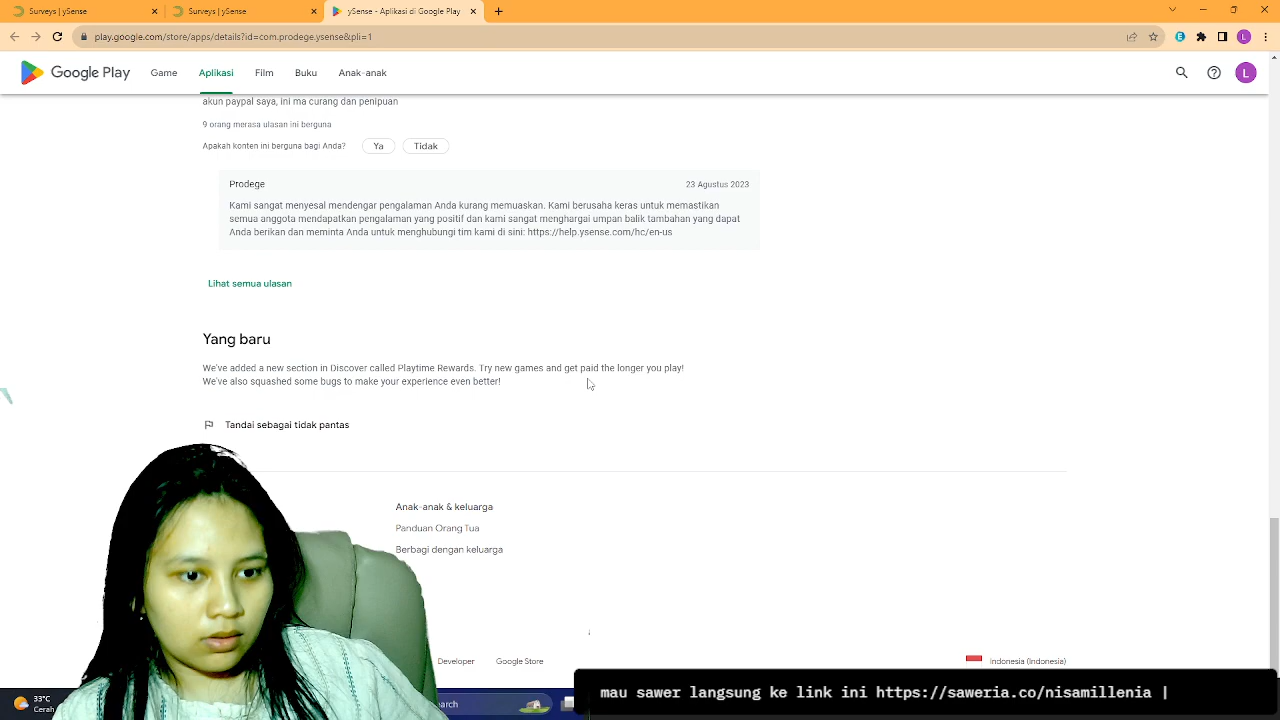 Surveys | ySense
Surveys | ySense
ySense - Aplikasi di Google Play
play.google.com/store/apps/details?id=com.prodege.ysense&pli=1
Google Play
Game
Aplikasi
Film
Buku
Anak-anak
akun paypal saya, ini ma curang dan penipuan
9 orang merasa ulasan ini berguna
Apakah konten ini berguna bagi Anda?
Ya
Tidak
Prodege
23 Agustus 2023
Kami sangat menyesal mendengar pengalaman Anda kurang memuaskan. Kami berusaha keras untuk memastikan
semua anggota mendapatkan pengalaman yang positif dan kami sangat menghargai umpan balik tambahan yang dapat
Anda berikan dan meminta Anda untuk menghubungi tim kami di sini: https://help.ysense.com/hc/en-us
Lihat semua ulasan
Yang baru
We've added a new section in Discover called Playtime Rewards. Try new games and get paid the longer you play!
We've also squashed some bugs to make your experience even better!
Tandai sebagai tidak pantas
Anak-anak & keluarga
Panduan Orang Tua
Berbagi dengan keluarga
Developer
Google Store
Indonesia (Indonesia)
mau sawer langsung ke link ini https://saweria.co/nisamillenia |
33°C
Cerah